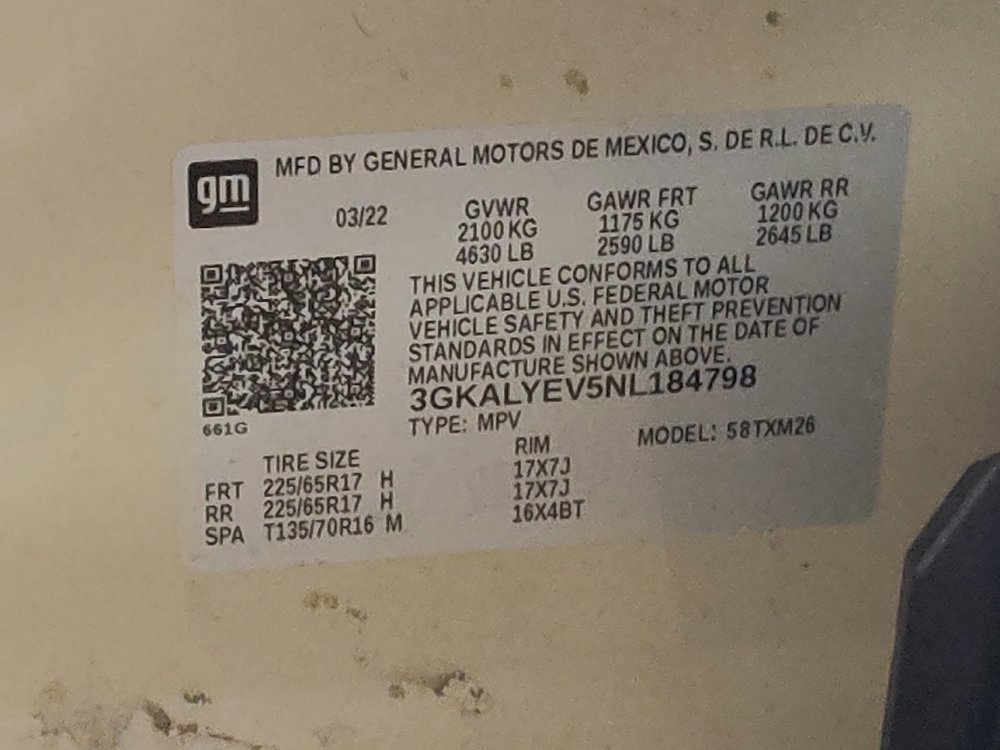 gm
MFD BY GENERAL MOTORS DE MEXICO, S. DE R.L. DE C.V.
03/22 GVWR GAWR FRT GAWR RR
2100 KG 1175 KG 1200 KG
4630 LB 2590 LB 2645 LB
THIS VEHICLE CONFORMS TO ALL
APPLICABLE U.S. FEDERAL MOTOR
VEHICLE SAFETY AND THEFT PREVENTION
STANDARDS IN EFFECT ON THE DATE OF
MANUFACTURE SHOWN ABOVE.
3GKALYEV5NL184798
661G
TYPE: MPV MODEL: 58TXM26
TIRE SIZE RIM
FRT 225/65R17 H 17X7J
RR 225/65R17 H 17X7J
SPA T135/70R16 M 16X4BT